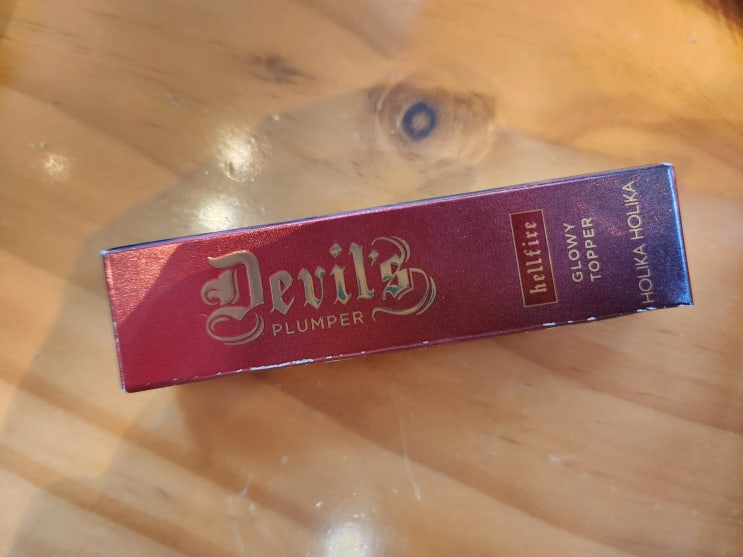 Devil's
PLUMPER
hellfire
GLOWY
TOPPER
HOLIKA HOLIKA